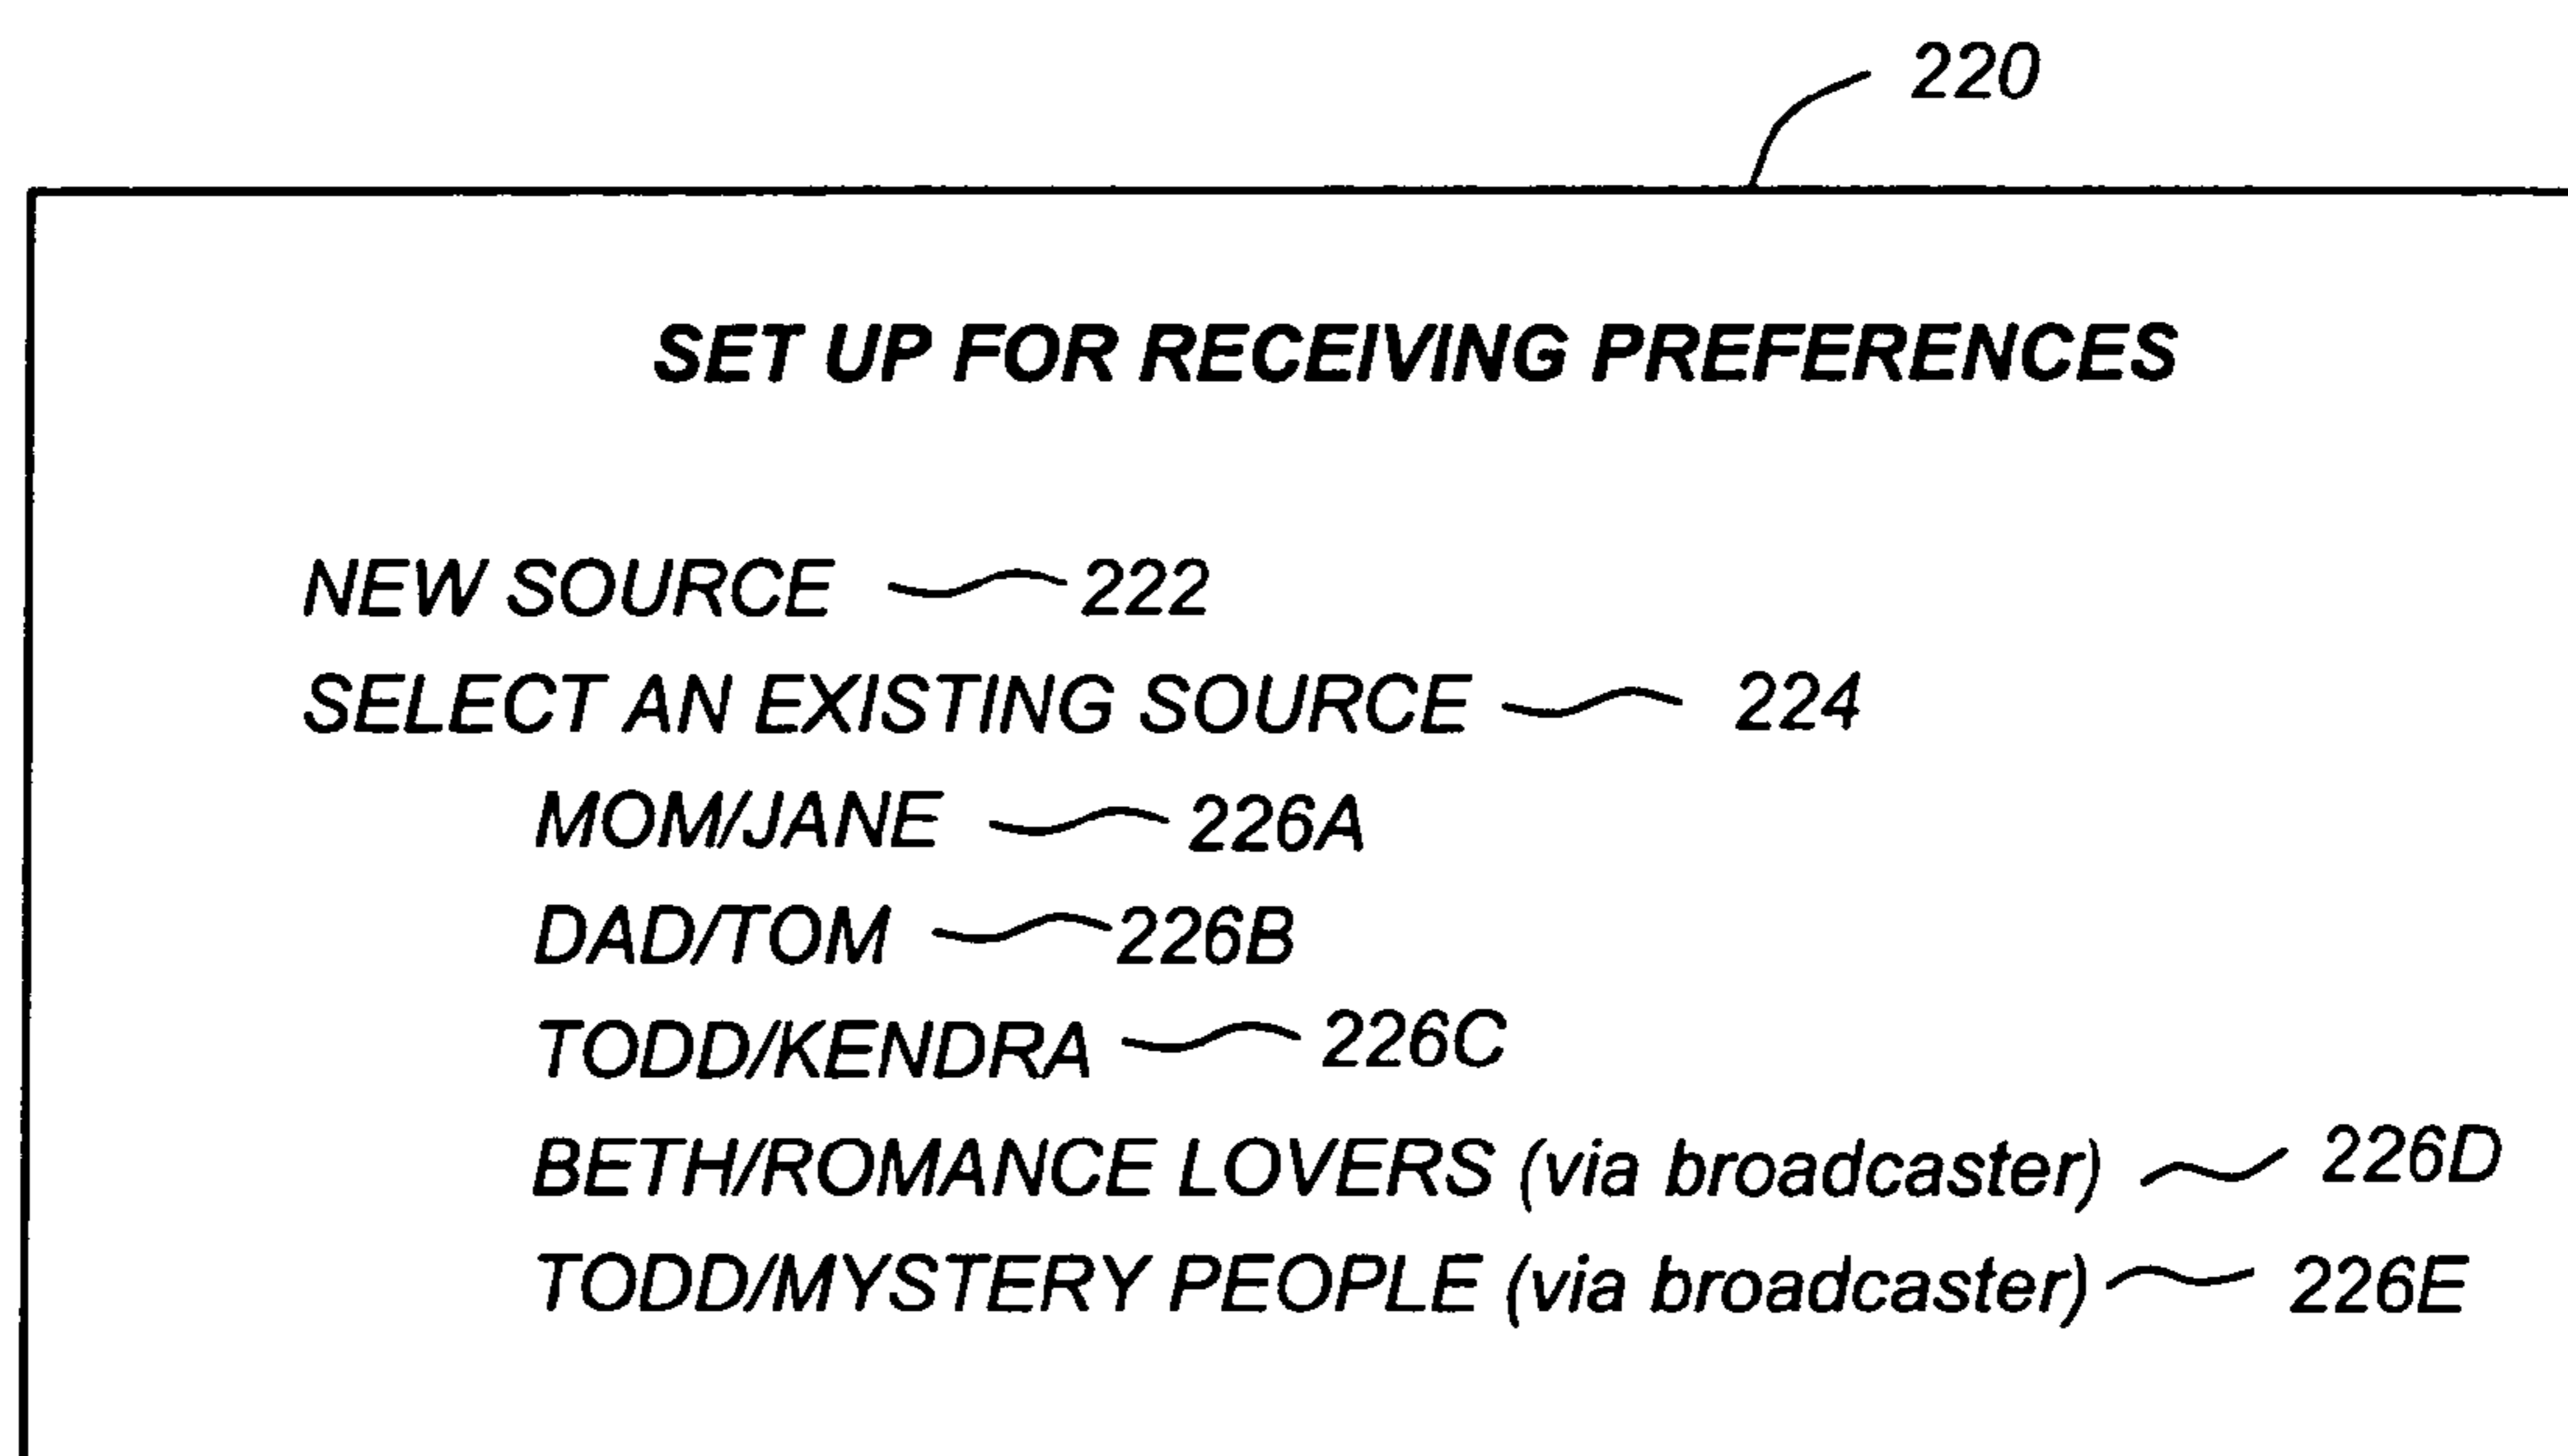 220
SET UP FOR RECEIVING PREFERENCES
NEW SOURCE 222
SELECT AN EXISTING SOURCE 224
MOM/JANE 226A
DAD/TOM 226B
TODD/KENDRA 226C
BETH/ROMANCE LOVERS (via broadcaster) 226D
TODD/MYSTERY PEOPLE (via broadcaster) 226E